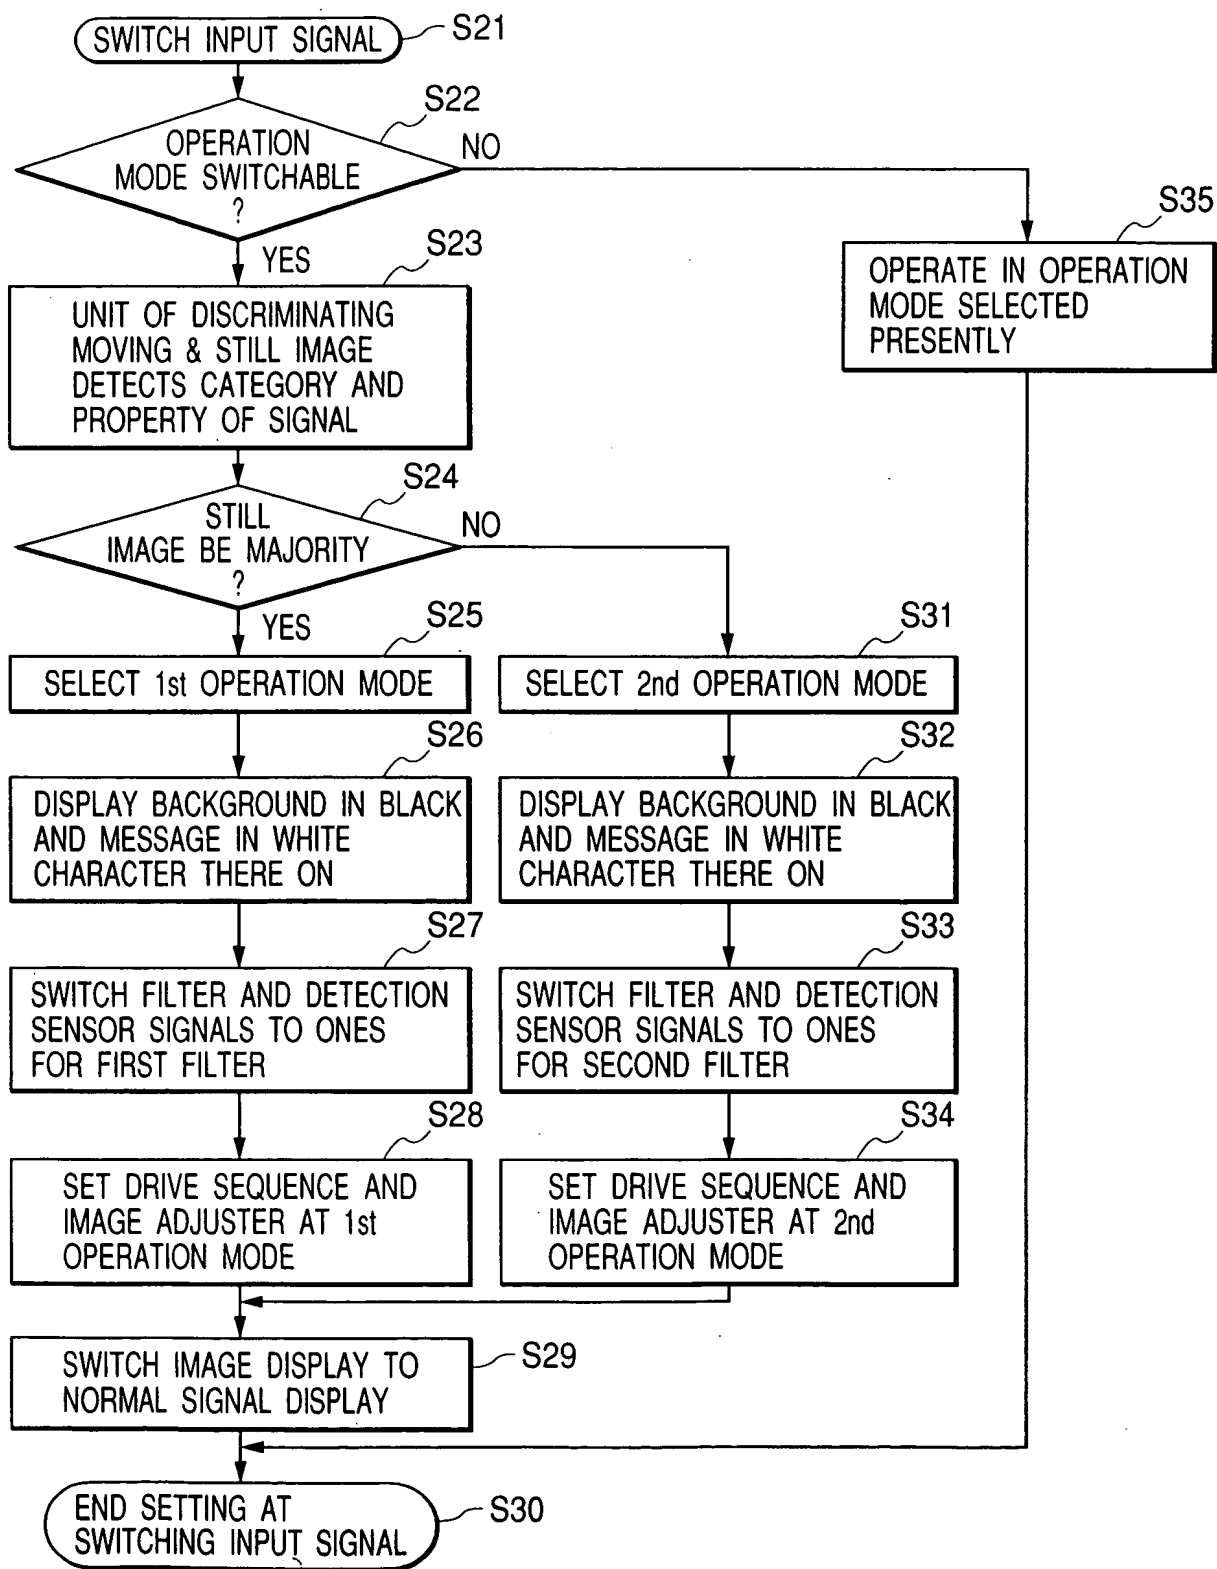 SWITCH INPUT SIGNAL
S21
S22
OPERATION
MODE SWITCHABLE
?
NO
YES
S35
OPERATE IN OPERATION
MODE SELECTED
PRESENTLY
S23
UNIT OF DISCRIMINATING
MOVING & STILL IMAGE
DETECTS CATEGORY AND
PROPERTY OF SIGNAL
S24
STILL
IMAGE BE MAJORITY
?
NO
YES
S25
SELECT 1st OPERATION MODE
S31
SELECT 2nd OPERATION MODE
S26
DISPLAY BACKGROUND IN BLACK
AND MESSAGE IN WHITE
CHARACTER THERE ON
S32
DISPLAY BACKGROUND IN BLACK
AND MESSAGE IN WHITE
CHARACTER THERE ON
S27
SWITCH FILTER AND DETECTION
SENSOR SIGNALS TO ONES
FOR FIRST FILTER
S33
SWITCH FILTER AND DETECTION
SENSOR SIGNALS TO ONES
FOR SECOND FILTER
S28
SET DRIVE SEQUENCE AND
IMAGE ADJUSTER AT 1st
OPERATION MODE
S34
SET DRIVE SEQUENCE AND
IMAGE ADJUSTER AT 2nd
OPERATION MODE
S29
SWITCH IMAGE DISPLAY TO
NORMAL SIGNAL DISPLAY
S30
END SETTING AT
SWITCHING INPUT SIGNAL